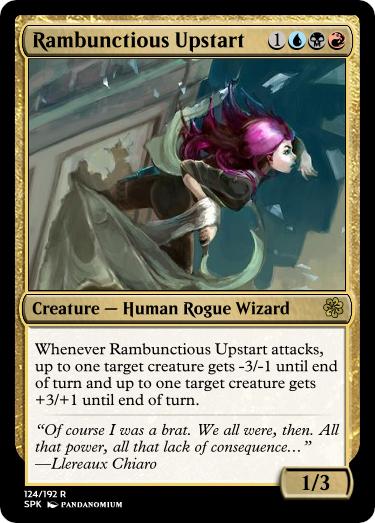 Rambunctious Upstart 1
Creature — Human Rogue Wizard
Whenever Rambunctious Upstart attacks,
up to one target creature gets -3/-1 until
end of turn and up to one target creature gets
+3/+1 until end of turn.
“Of course I was a brat. We all were, then. All
that power, all that lack of consequence…”
—Llereaux Chiaro
1/3
124/192 R
SPK PANDANOMIUM